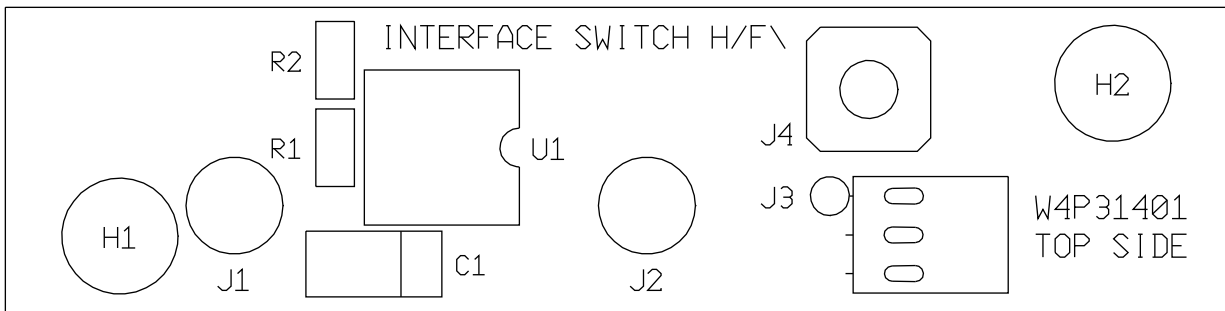 INTERFACE SWITCH H/F\
R2
H2
R1
U1
J4
J3
W4P31401
TOP SIDE
H1
J1
C1
J2